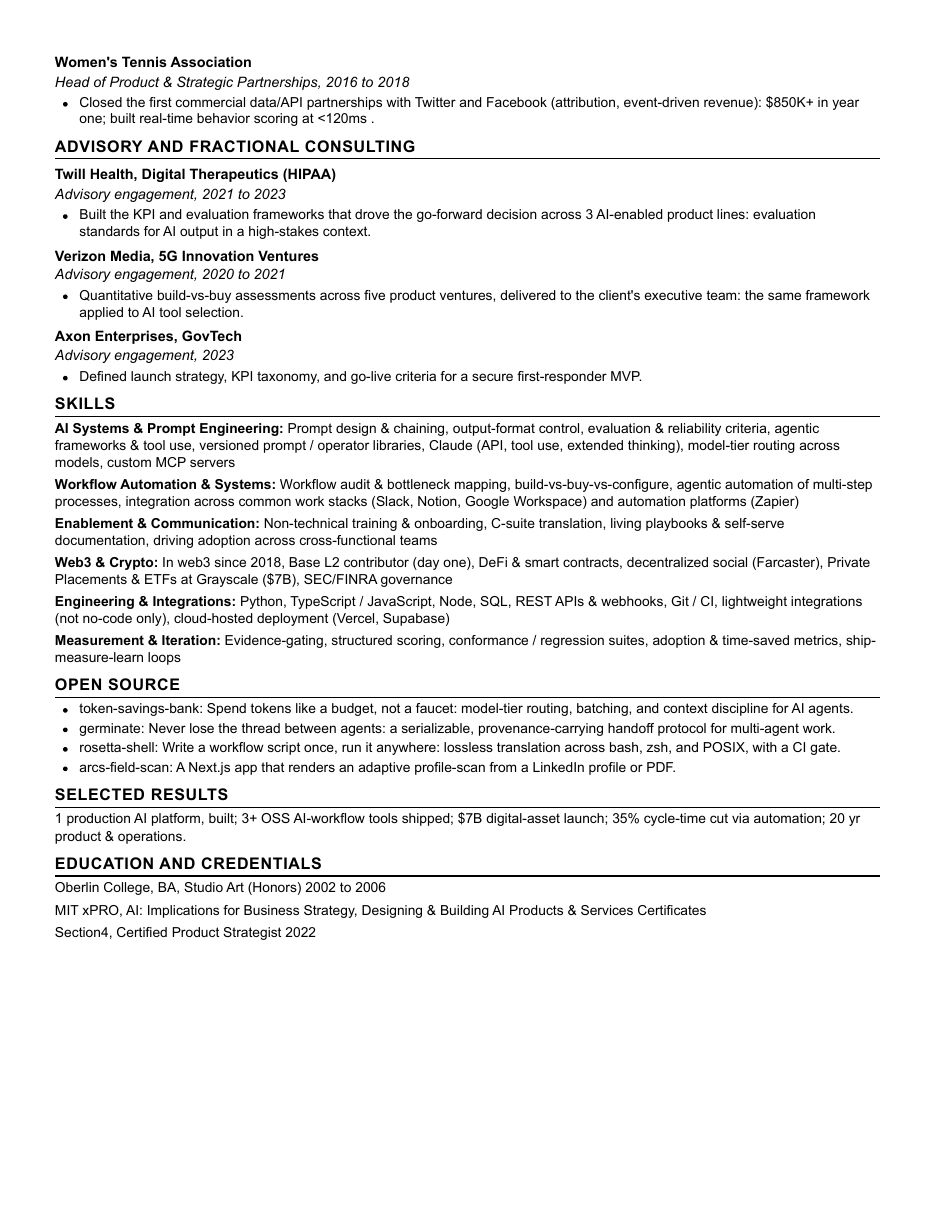 Women's Tennis Association
Head of Product & Strategic Partnerships, 2016 to 2018
• Closed the first commercial data/API partnerships with Twitter and Facebook (attribution, event-driven revenue): $850K+ in year
one; built real-time behavior scoring at <120ms .
ADVISORY AND FRACTIONAL CONSULTING
Twill Health, Digital Therapeutics (HIPAA)
Advisory engagement, 2021 to 2023
• Built the KPI and evaluation frameworks that drove the go-forward decision across 3 AI-enabled product lines: evaluation
standards for AI output in a high-stakes context.
Verizon Media, 5G Innovation Ventures
Advisory engagement, 2020 to 2021
• Quantitative build-vs-buy assessments across five product ventures, delivered to the client's executive team: the same framework
applied to AI tool selection.
Axon Enterprises, GovTech
Advisory engagement, 2023
• Defined launch strategy, KPI taxonomy, and go-live criteria for a secure first-responder MVP.
SKILLS
AI Systems & Prompt Engineering: Prompt design & chaining, output-format control, evaluation & reliability criteria, agentic
frameworks & tool use, versioned prompt / operator libraries, Claude (API, tool use, extended thinking), model-tier routing across
models, custom MCP servers
Workflow Automation & Systems: Workflow audit & bottleneck mapping, build-vs-buy-vs-configure, agentic automation of multi-step
processes, integration across common work stacks (Slack, Notion, Google Workspace) and automation platforms (Zapier)
Enablement & Communication: Non-technical training & onboarding, C-suite translation, living playbooks & self-serve
documentation, driving adoption across cross-functional teams
Web3 & Crypto: In web3 since 2018, Base L2 contributor (day one), DeFi & smart contracts, decentralized social (Farcaster), Private
Placements & ETFs at Grayscale ($7B), SEC/FINRA governance
Engineering & Integrations: Python, TypeScript / JavaScript, Node, SQL, REST APIs & webhooks, Git / CI, lightweight integrations
(not no-code only), cloud-hosted deployment (Vercel, Supabase)
Measurement & Iteration: Evidence-gating, structured scoring, conformance / regression suites, adoption & time-saved metrics, ship-
measure-learn loops
OPEN SOURCE
• token-savings-bank: Spend tokens like a budget, not a faucet: model-tier routing, batching, and context discipline for AI agents.
• germinate: Never lose the thread between agents: a serializable, provenance-carrying handoff protocol for multi-agent work.
• rosetta-shell: Write a workflow script once, run it anywhere: lossless translation across bash, zsh, and POSIX, with a CI gate.
• arcs-field-scan: A Next.js app that renders an adaptive profile-scan from a LinkedIn profile or PDF.
SELECTED RESULTS
1 production AI platform, built; 3+ OSS AI-workflow tools shipped; $7B digital-asset launch; 35% cycle-time cut via automation; 20 yr
product & operations.
EDUCATION AND CREDENTIALS
Oberlin College, BA, Studio Art (Honors) 2002 to 2006
MIT xPRO, AI: Implications for Business Strategy, Designing & Building AI Products & Services Certificates
Section4, Certified Product Strategist 2022